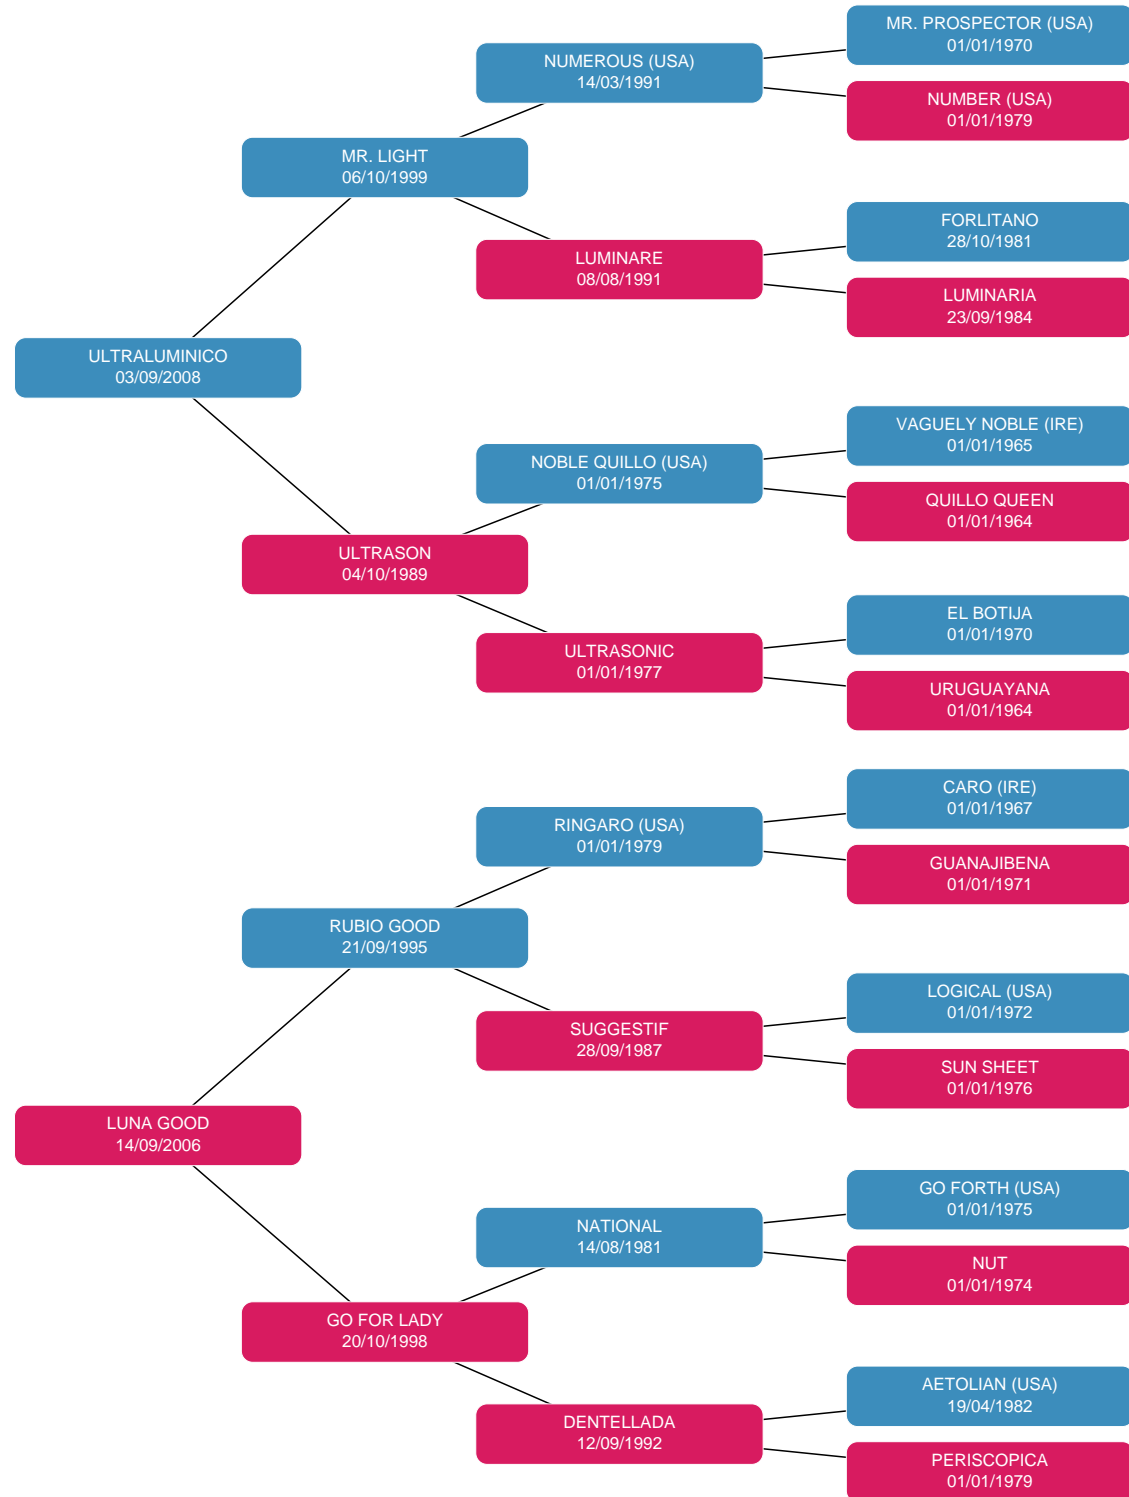 MR. PROSPECTOR (USA)
01/01/1970
NUMEROUS (USA)
14/03/1991
NUMBER (USA)
01/01/1979
MR. LIGHT
06/10/1999
FORLITANO
28/10/1981
LUMINARE
08/08/1991
LUMINARIA
23/09/1984
ULTRALUMINICO
03/09/2008
VAGUELY NOBLE (IRE)
01/01/1965
NOBLE QUILLO (USA)
01/01/1975
QUILLO QUEEN
01/01/1964
ULTRASON
04/10/1989
EL BOTIJA
01/01/1970
ULTRASONIC
01/01/1977
URUGUAYANA
01/01/1964
CARO (IRE)
01/01/1967
RINGARO (USA)
01/01/1979
GUANAJIBENA
01/01/1971
RUBIO GOOD
21/09/1995
LOGICAL (USA)
01/01/1972
SUGGESTIF
28/09/1987
SUN SHEET
01/01/1976
LUNA GOOD
14/09/2006
GO FORTH (USA)
01/01/1975
NATIONAL
14/08/1981
NUT
01/01/1974
GO FOR LADY
20/10/1998
AETOLIAN (USA)
19/04/1982
DENTELLADA
12/09/1992
PERISCOPICA
01/01/1979